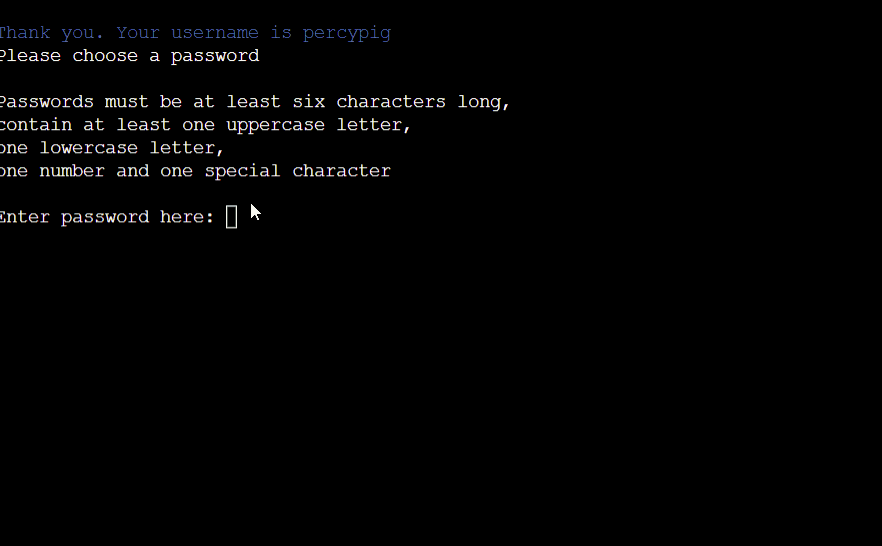 Thank you. Your username is percypig
Please choose a password
Passwords must be at least six characters long,
contain at least one uppercase letter,
one lowercase letter,
one number and one special character
Enter password here: